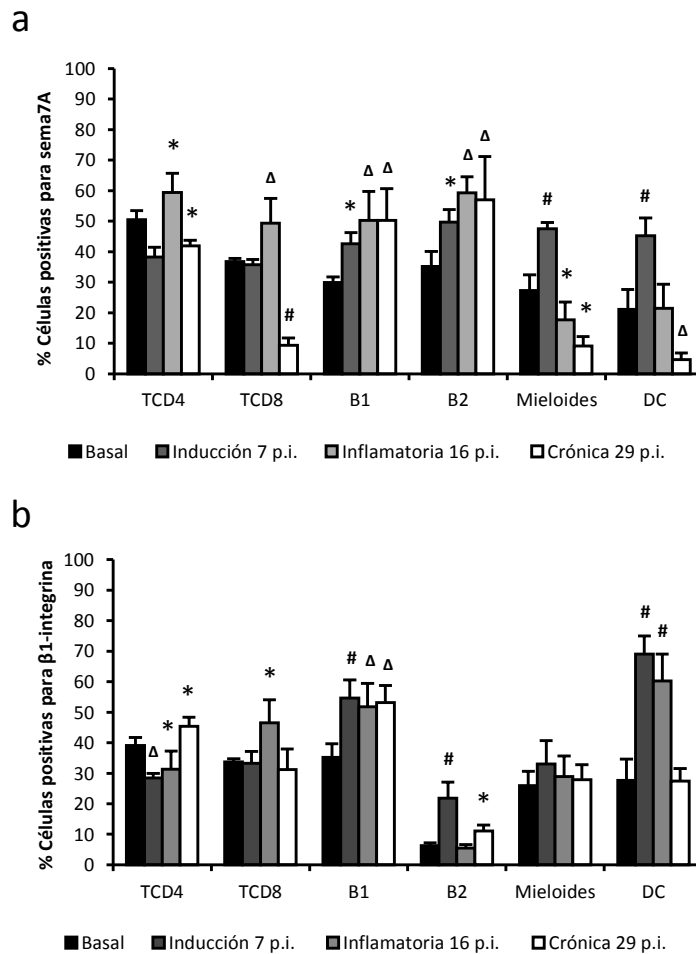 a
% Células positivas para sema7A
100
90
80
70
60
50
40
30
20
10
0
* * Δ # * Δ Δ * Δ Δ # * * # Δ
TCD4 TCD8 B1 B2 Mieloides DC
Basal Inducción 7 p.i. Inflamatoria 16 p.i. Crónica 29 p.i.
b
% Células positivas para β1-integrina
100
90
80
70
60
50
40
30
20
10
0
Δ * * * # Δ Δ # * # #
TCD4 TCD8 B1 B2 Mieloides DC
Basal Inducción 7 p.i. Inflamatoria 16 p.i. Crónica 29 p.i.